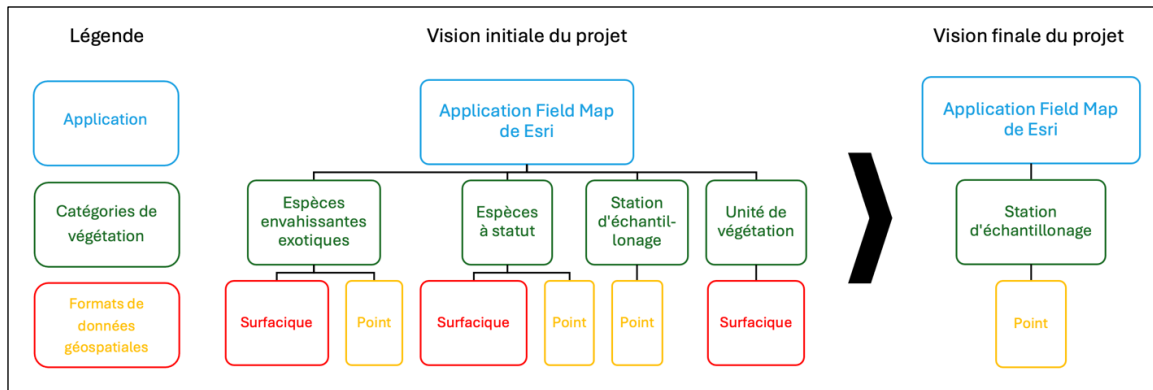 Légende
Application
Catégories de
végétation
Formats de
données
géospatiales
Vision initiale du projet
Application Field Map
de Esri
Espèces
envahissantes
exotiques
Espèces
à statut
Station
d'échantil-
lonage
Unité de
végétation
Surfacique
Point
Surfacique
Point
Point
Surfacique
Vision finale du projet
Application Field Map
de Esri
Station
d'échantillonage
Point